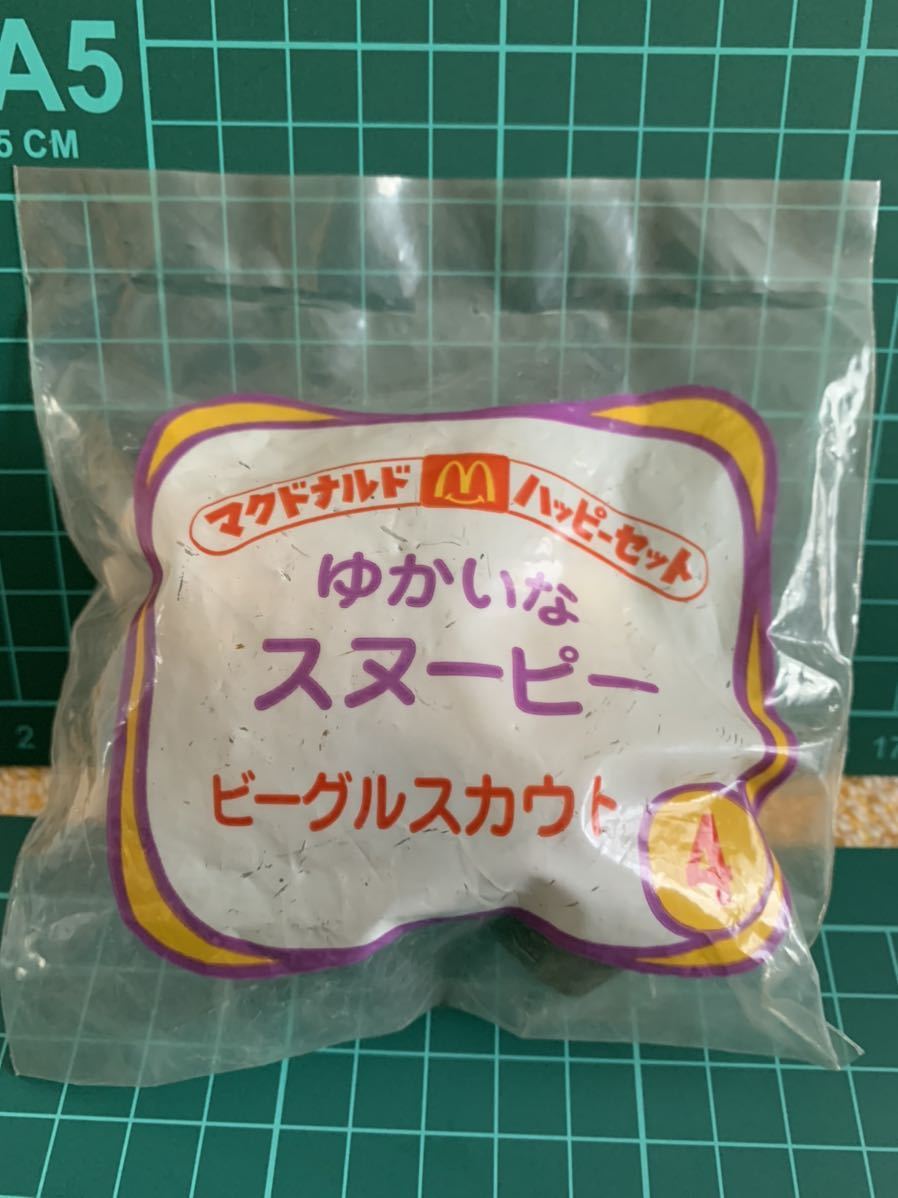 A5
5 CM
マクドナルド ハッピーセット
ゆかいな
スヌーピー
ビーグルスカウト
4
2
17